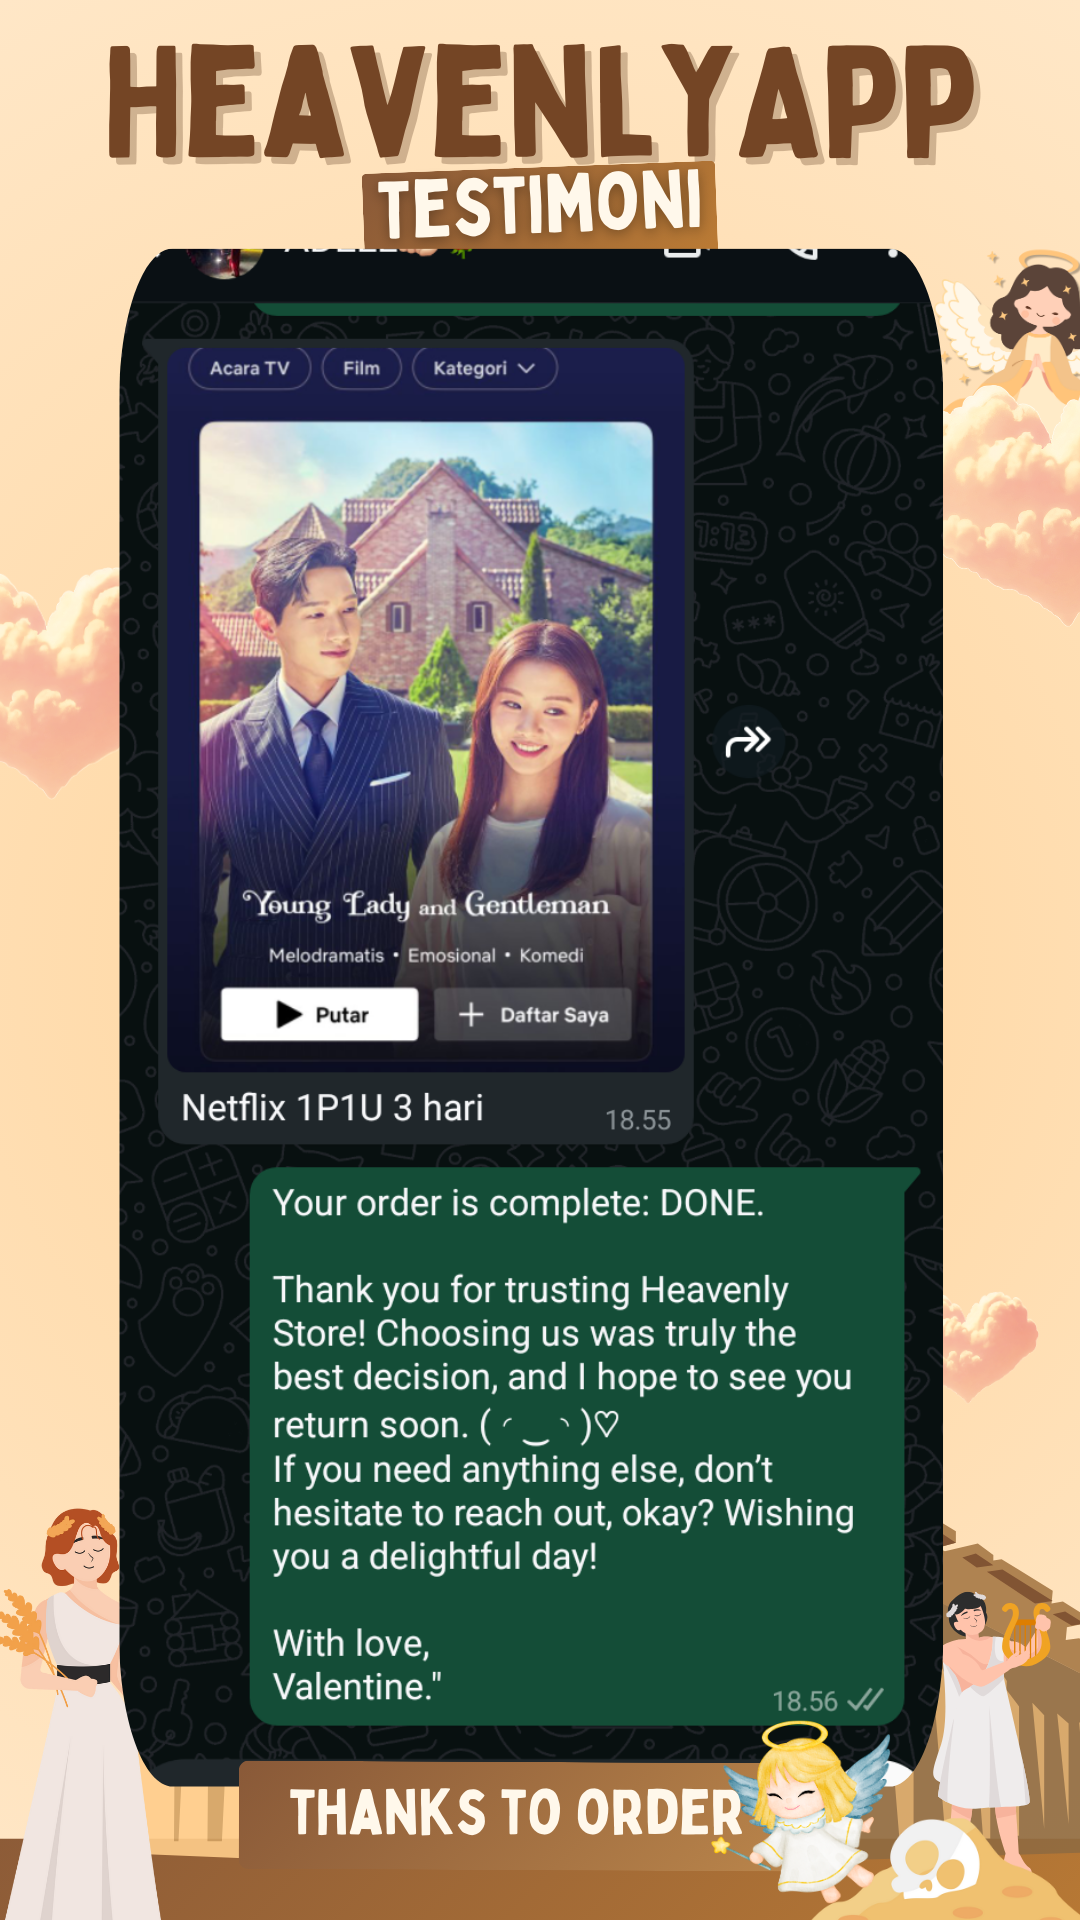 HEAVENLYAPP
TESTIMONI
Acara TV
Film
Kategori
Young Lady and Gentleman
Melodramatis • Emosional • Komedi
Putar
Daftar Saya
Netflix 1P1U 3 hari
18.55
Your order is complete: DONE.
Thank you for trusting Heavenly
Store! Choosing us was truly the
best decision, and I hope to see you
return soon. ( ´ ‿ ` )♡
If you need anything else, don’t
hesitate to reach out, okay? Wishing
you a delightful day!
With love,
Valentine."
18.56
THANKS TO ORDER